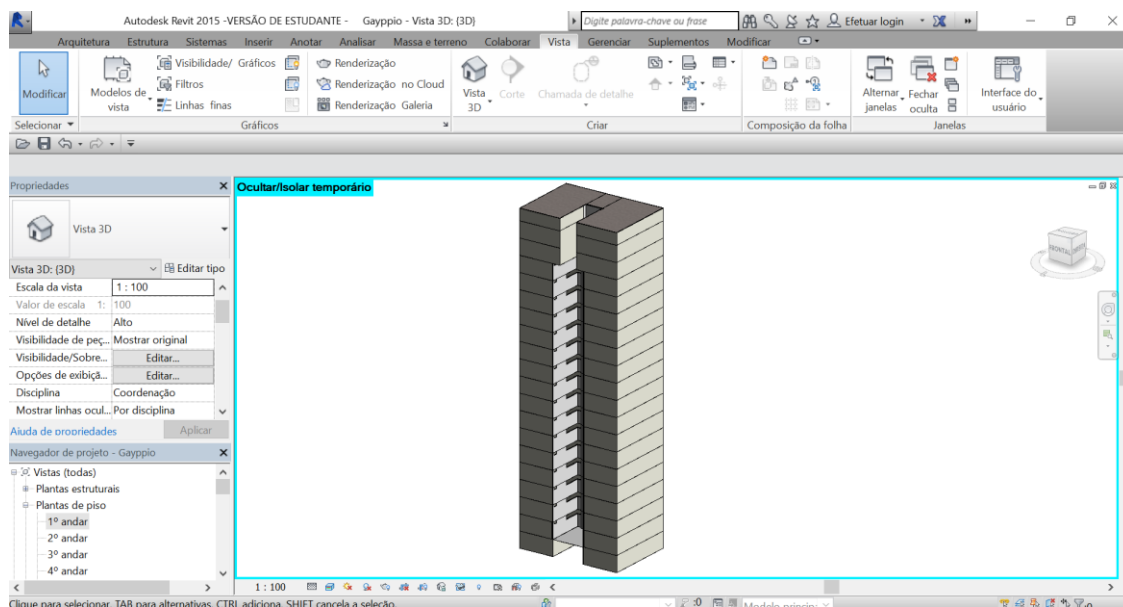 Autodesk Revit 2015 -VERSÃO DE ESTUDANTE - Gayppio - Vista 3D: {3D} Digite palavra-chave ou frase Efetuar login
Arquitetura Estrutura Sistemas Inserir Anotar Analisar Massa e terreno Colaborar Vista Gerenciar Suplementos Modificar
Modificar
Modelos de vista
Visibilidade/ Gráficos
Filtros
Linhas finas
Renderização
Renderização no Cloud
Renderização Galeria
Vista 3D
Corte
Chamada de detalhe
Alternar janelas
Fechar oculta
Interface do usuário
Selecionar Gráficos Criar Composição da folha Janelas
Propriedades
Ocultar/Isolar temporário
Vista 3D
Vista 3D: {3D} Editar tipo
Escala da vista 1 : 100
Valor de escala 1: 100
Nível de detalhe Alto
Visibilidade de peç... Mostrar original
Visibilidade/Sobre... Editar...
Opções de exibiçã... Editar...
Disciplina Coordenação
Mostrar linhas ocul... Por disciplina
Ajuda de propriedades Aplicar
Navegador de projeto - Gayppio
Vistas (todas)
Plantas estruturais
Plantas de piso
1º andar
2º andar
3º andar
4º andar
FRONTAL
1 : 100
Clique para selecionar, TAB para alternativas, CTRL adiciona, SHIFT cancela a seleção.
:0